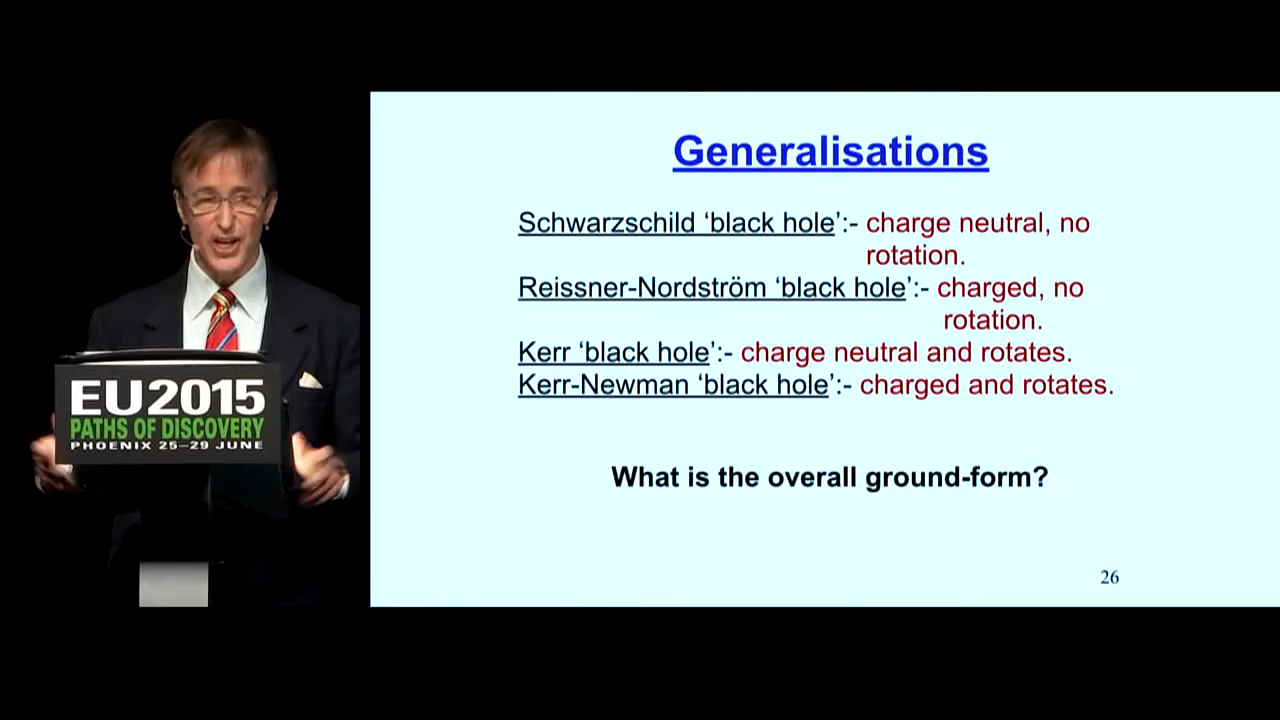 EU2015
PATHS OF DISCOVERY
PHOENIX 25–29 JUNE
Generalisations
Schwarzschild ‘black hole’:- charge neutral, no
rotation.
Reissner-Nordström ‘black hole’:- charged, no
rotation.
Kerr ‘black hole’:- charge neutral and rotates.
Kerr-Newman ‘black hole’:- charged and rotates.
What is the overall ground-form?
26